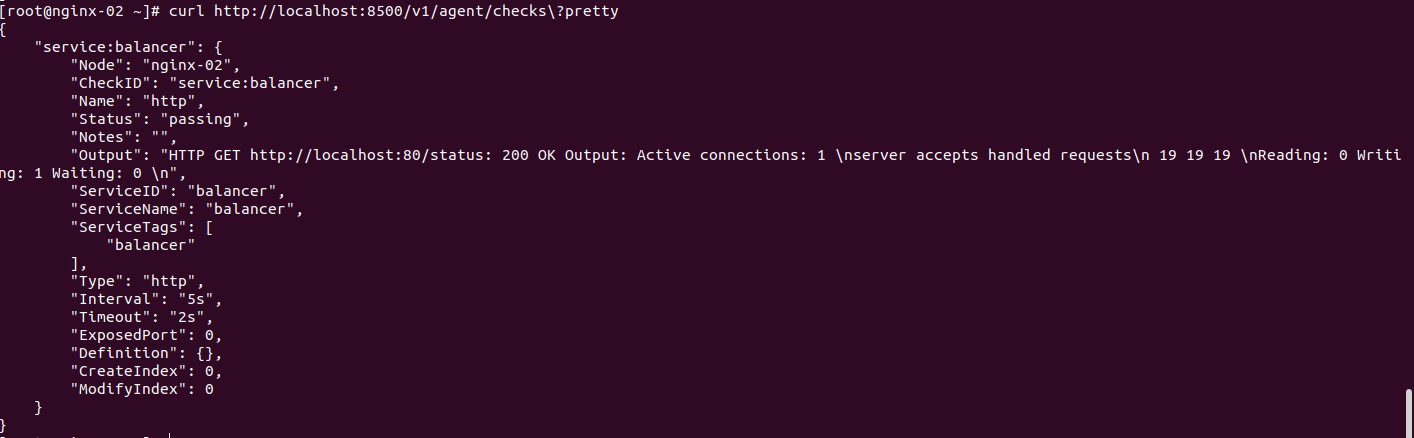 [root@nginx-02 ~]# curl http://localhost:8500/v1/agent/checks\?pretty
{
    "service:balancer": {
        "Node": "nginx-02",
        "CheckID": "service:balancer",
        "Name": "http",
        "Status": "passing",
        "Notes": "",
        "Output": "HTTP GET http://localhost:80/status: 200 OK Output: Active connections: 1 \nserver accepts handled requests\n 19 19 19 \nReading: 0 Writi
ng: 1 Waiting: 0 \n",
        "ServiceID": "balancer",
        "ServiceName": "balancer",
        "ServiceTags": [
            "balancer"
        ],
        "Type": "http",
        "Interval": "5s",
        "Timeout": "2s",
        "ExposedPort": 0,
        "Definition": {},
        "CreateIndex": 0,
        "ModifyIndex": 0
    }
}